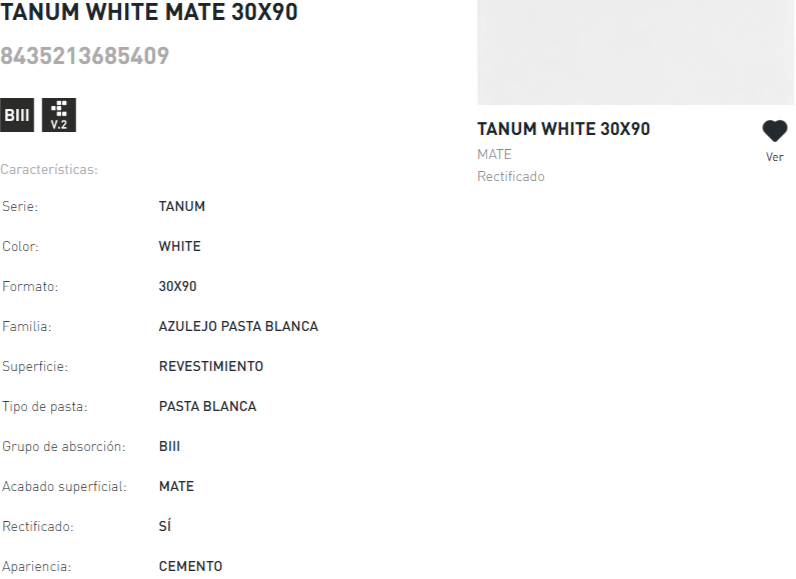 TANUM WHITE MATE 30X90
8435213685409
BIII
V.2
Características:
Serie: TANUM
Color: WHITE
Formato: 30X90
Familia: AZULEJO PASTA BLANCA
Superficie: REVESTIMIENTO
Tipo de pasta: PASTA BLANCA
Grupo de absorción: BIII
Acabado superficial: MATE
Rectificado: SÍ
Apariencia: CEMENTO
TANUM WHITE 30X90
MATE
Rectificado
Ver